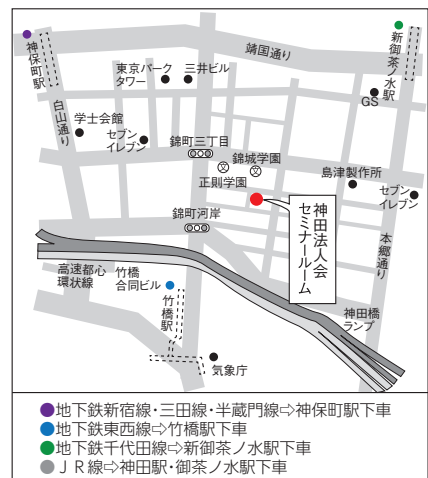 神保町駅
靖国通り
新御茶ノ水駅
東京パーク
タワー
三井ビル
白山通り
学士会館
セブン
イレブン
GS
錦町三丁目
錦城学園
正則学園
島津製作所
セブン
イレブン
錦町河岸
神田法人会
セミナールーム
本郷通り
高速都心
環状線
竹橋
合同ビル
竹橋駅
神田橋
ランプ
気象庁
●地下鉄新宿線・三田線・半蔵門線⇨神保町駅下車
●地下鉄東西線⇨竹橋駅下車
●地下鉄千代田線⇨新御茶ノ水駅下車
●ＪＲ線⇨神田駅・御茶ノ水駅下車